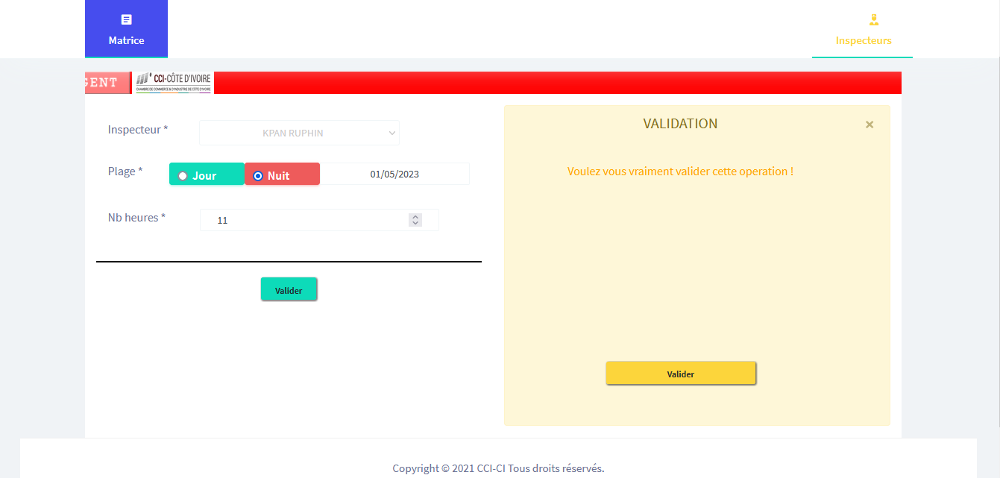 Matrice
Inspecteurs
GENT
CCI-CÔTE D'IVOIRE
CHAMBRE DE COMMERCE & D'INDUSTRIE DE CÔTE D'IVOIRE
Inspecteur *
KPAN RUPHIN
Plage *
Jour
Nuit
01/05/2023
Nb heures *
11
Valider
VALIDATION
×
Voulez vous vraiment valider cette operation !
Valider
Copyright © 2021 CCI-CI Tous droits réservés.